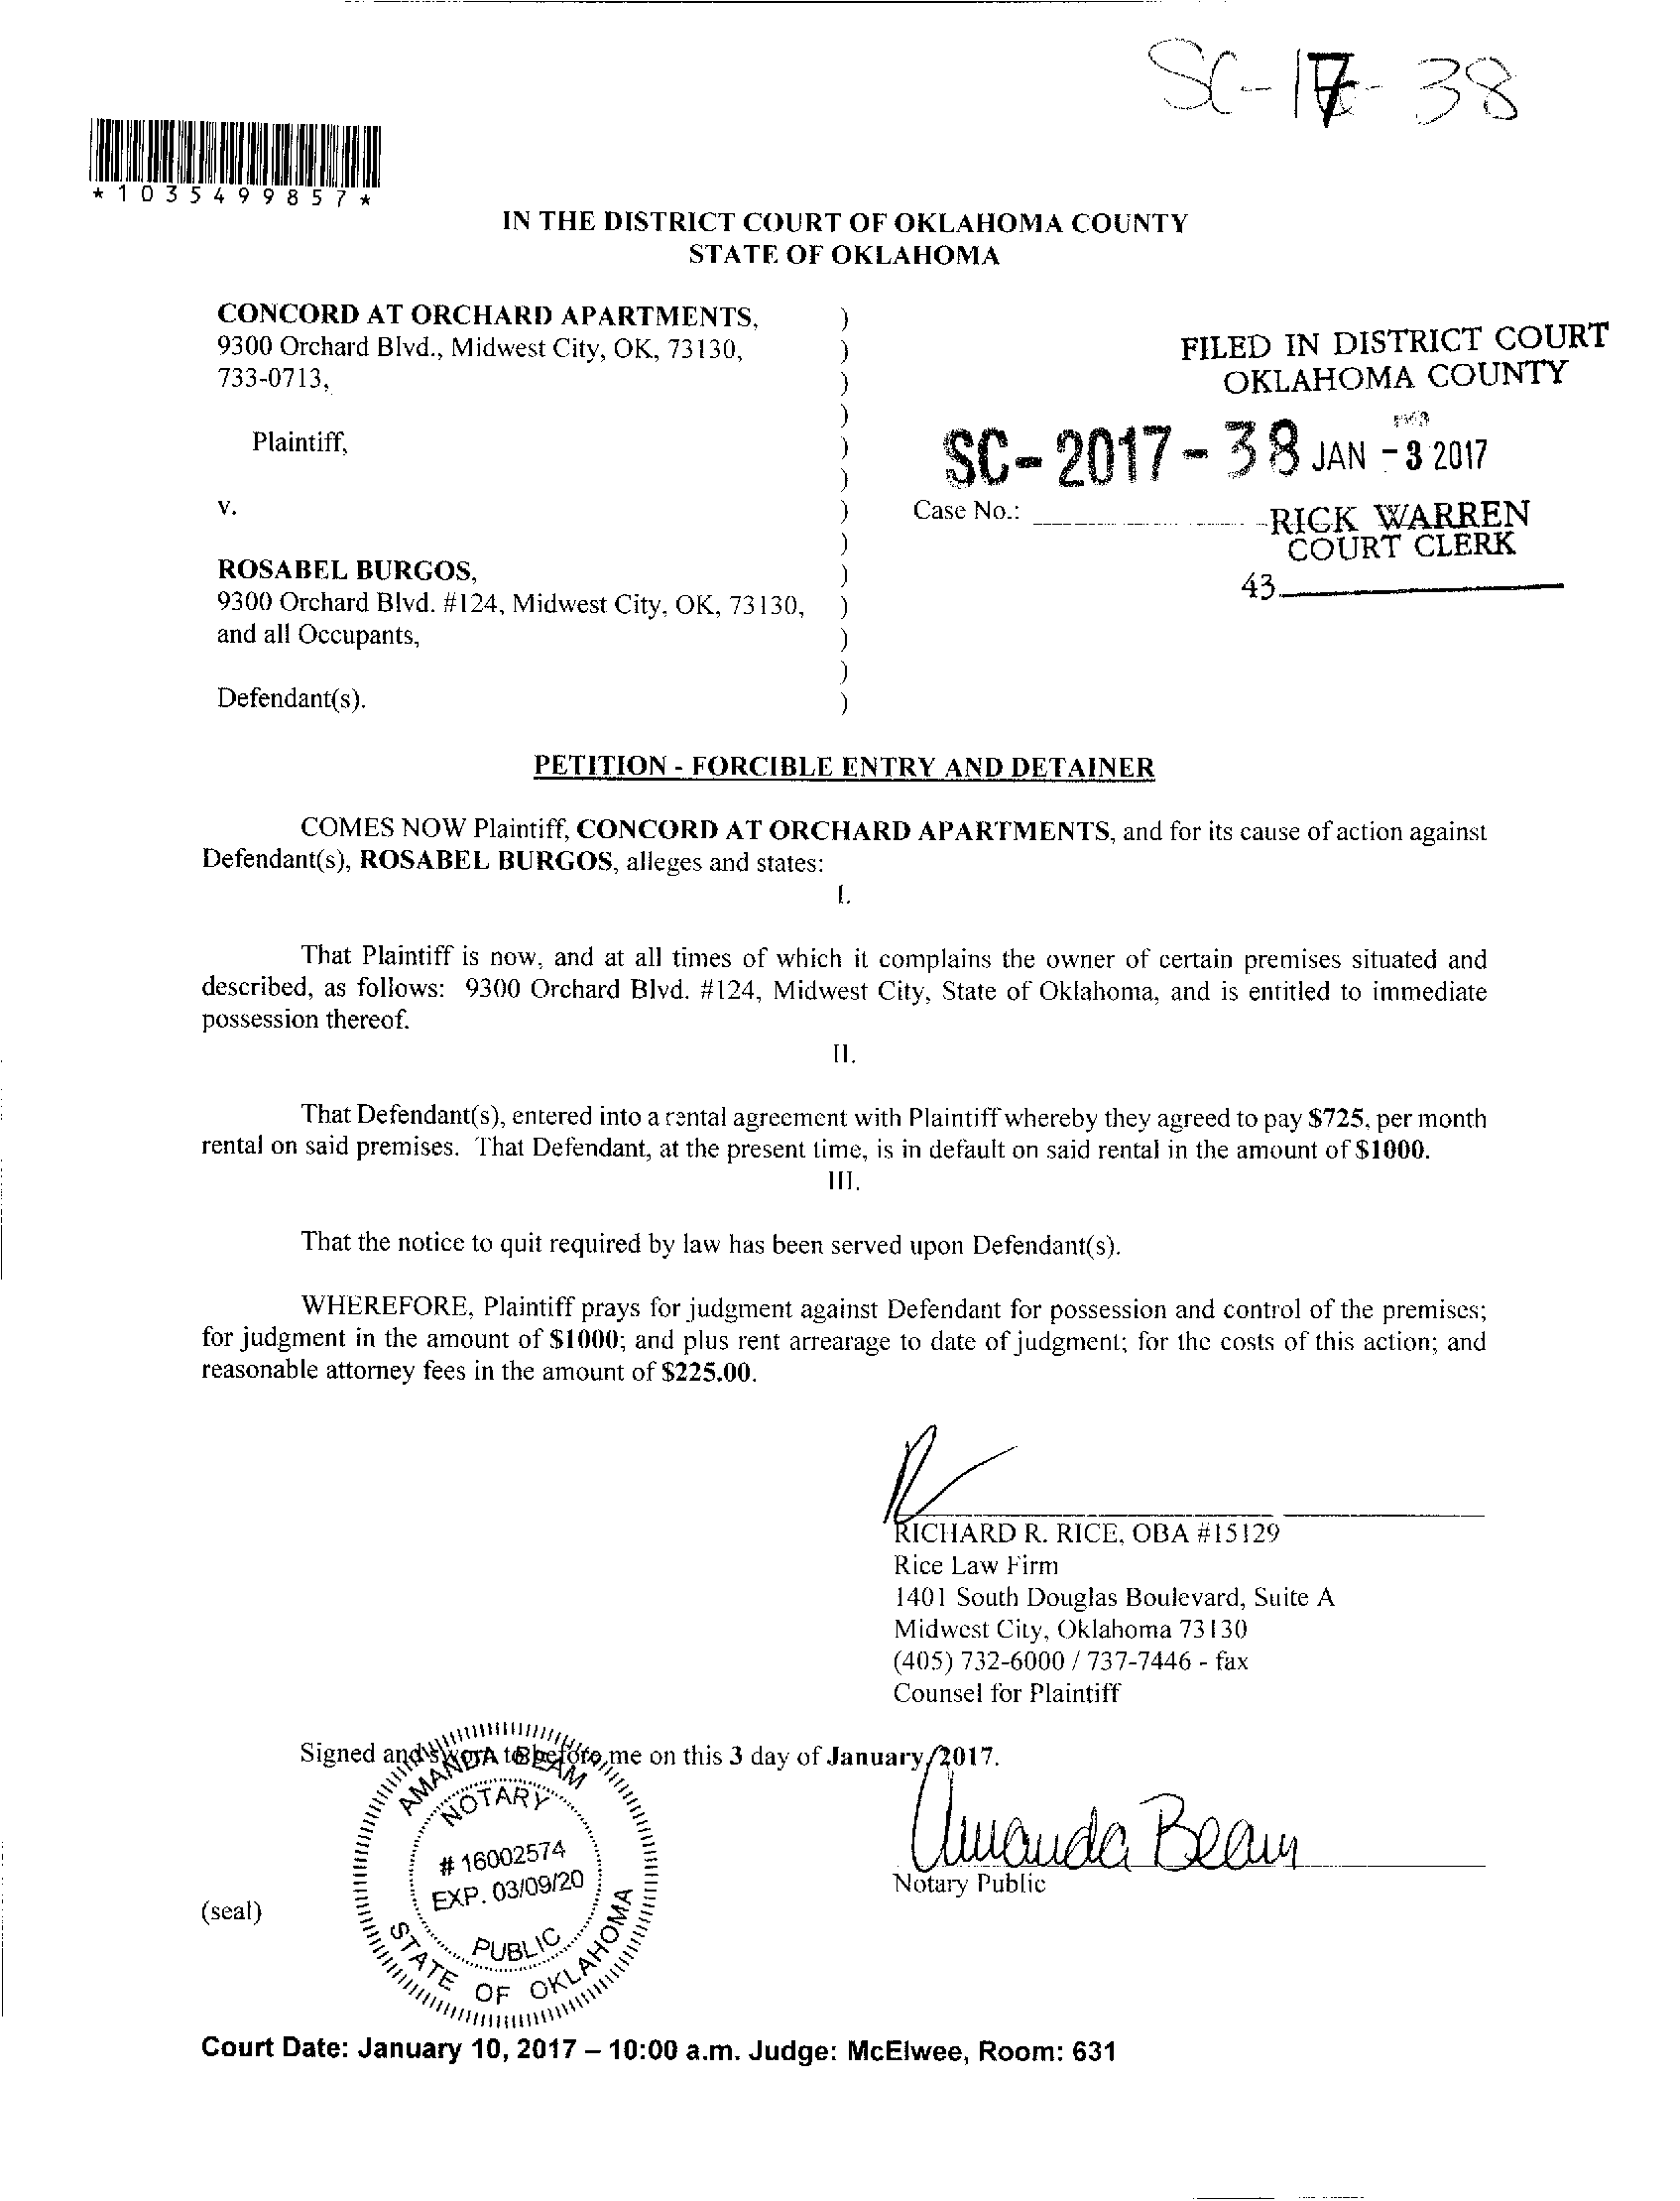 SC-17-38
*1035499857*
IN THE DISTRICT COURT OF OKLAHOMA COUNTY
STATE OF OKLAHOMA
CONCORD AT ORCHARD APARTMENTS, )
9300 Orchard Blvd., Midwest City, OK, 73130, )
733-0713, )
)
Plaintiff, )
)
v. )
)
ROSABEL BURGOS, )
9300 Orchard Blvd. #124, Midwest City, OK, 73130, )
and all Occupants, )
)
Defendant(s). )
FILED IN DISTRICT COURT
OKLAHOMA COUNTY
SC-2017-38 JAN -3 2017
Case No.:
RICK WARREN
COURT CLERK
43
PETITION - FORCIBLE ENTRY AND DETAINER
COMES NOW Plaintiff, CONCORD AT ORCHARD APARTMENTS, and for its cause of action against
Defendant(s), ROSABEL BURGOS, alleges and states:
I.
That Plaintiff is now, and at all times of which it complains the owner of certain premises situated and
described, as follows: 9300 Orchard Blvd. #124, Midwest City, State of Oklahoma, and is entitled to immediate
possession thereof.
II.
That Defendant(s), entered into a rental agreement with Plaintiff whereby they agreed to pay $725, per month
rental on said premises. That Defendant, at the present time, is in default on said rental in the amount of $1000.
III.
That the notice to quit required by law has been served upon Defendant(s).
WHEREFORE, Plaintiff prays for judgment against Defendant for possession and control of the premises;
for judgment in the amount of $1000; and plus rent arrearage to date of judgment; for the costs of this action; and
reasonable attorney fees in the amount of $225.00.
RICHARD R. RICE, OBA #15129
Rice Law Firm
1401 South Douglas Boulevard, Suite A
Midwest City, Oklahoma 73130
(405) 732-6000 / 737-7446 - fax
Counsel for Plaintiff
Signed and sworn to before me on this 3 day of January, 2017.
AMANDA BEAM
NOTARY
# 16002574
EXP. 03/09/20
PUBLIC
STATE OF OKLAHOMA
Amanda Beam
Notary Public
(seal)
Court Date: January 10, 2017 – 10:00 a.m. Judge: McElwee, Room: 631